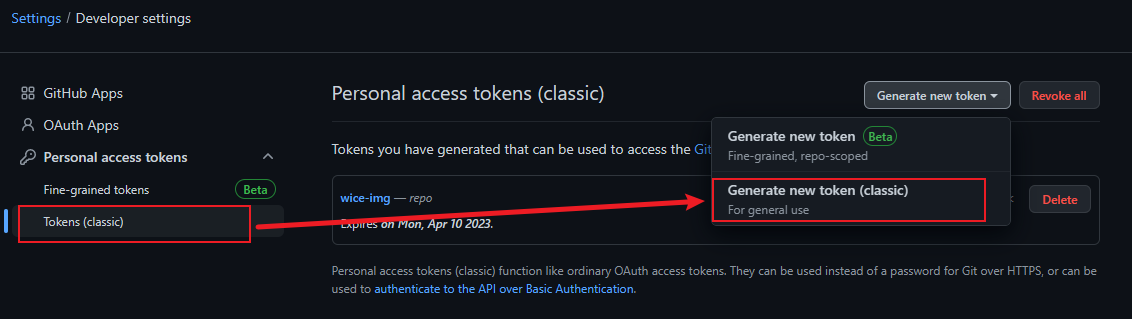 Settings / Developer settings
GitHub Apps
OAuth Apps
Personal access tokens
Fine-grained tokens Beta
Tokens (classic)
Personal access tokens (classic)
Generate new token
Revoke all
Generate new token Beta
Fine-grained, repo-scoped
Generate new token (classic)
For general use
Tokens you have generated that can be used to access the Git
wice-img — repo
Delete
Expires on Mon, Apr 10 2023.
Personal access tokens (classic) function like ordinary OAuth access tokens. They can be used instead of a password for Git over HTTPS, or can be
used to authenticate to the API over Basic Authentication.